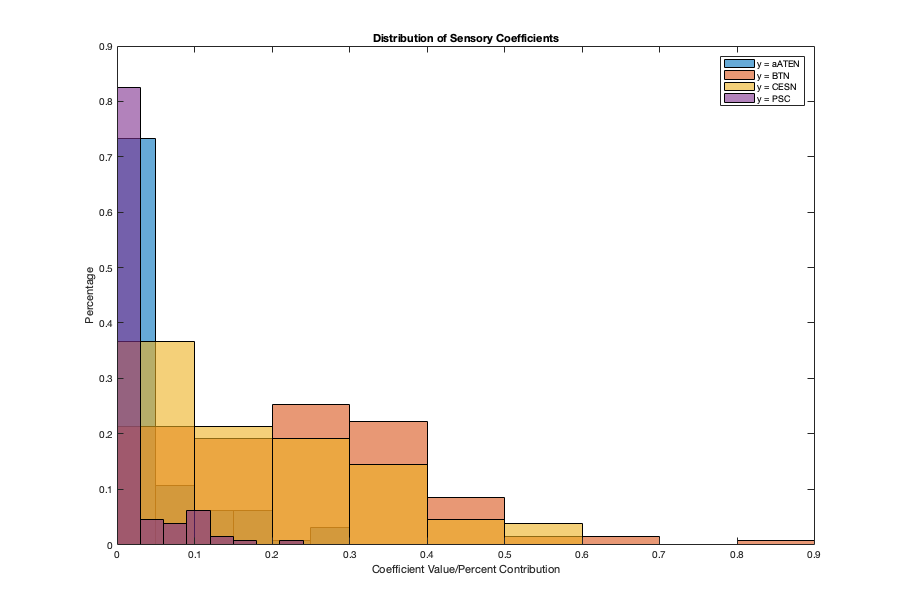 Distribution of Sensory Coefficients
y = aATEN
y = BTN
y = CESN
y = PSC
0.9
0.8
0.7
0.6
0.5
0.4
0.3
0.2
0.1
0
Percentage
0 0.1 0.2 0.3 0.4 0.5 0.6 0.7 0.8 0.9
Coefficient Value/Percent Contribution